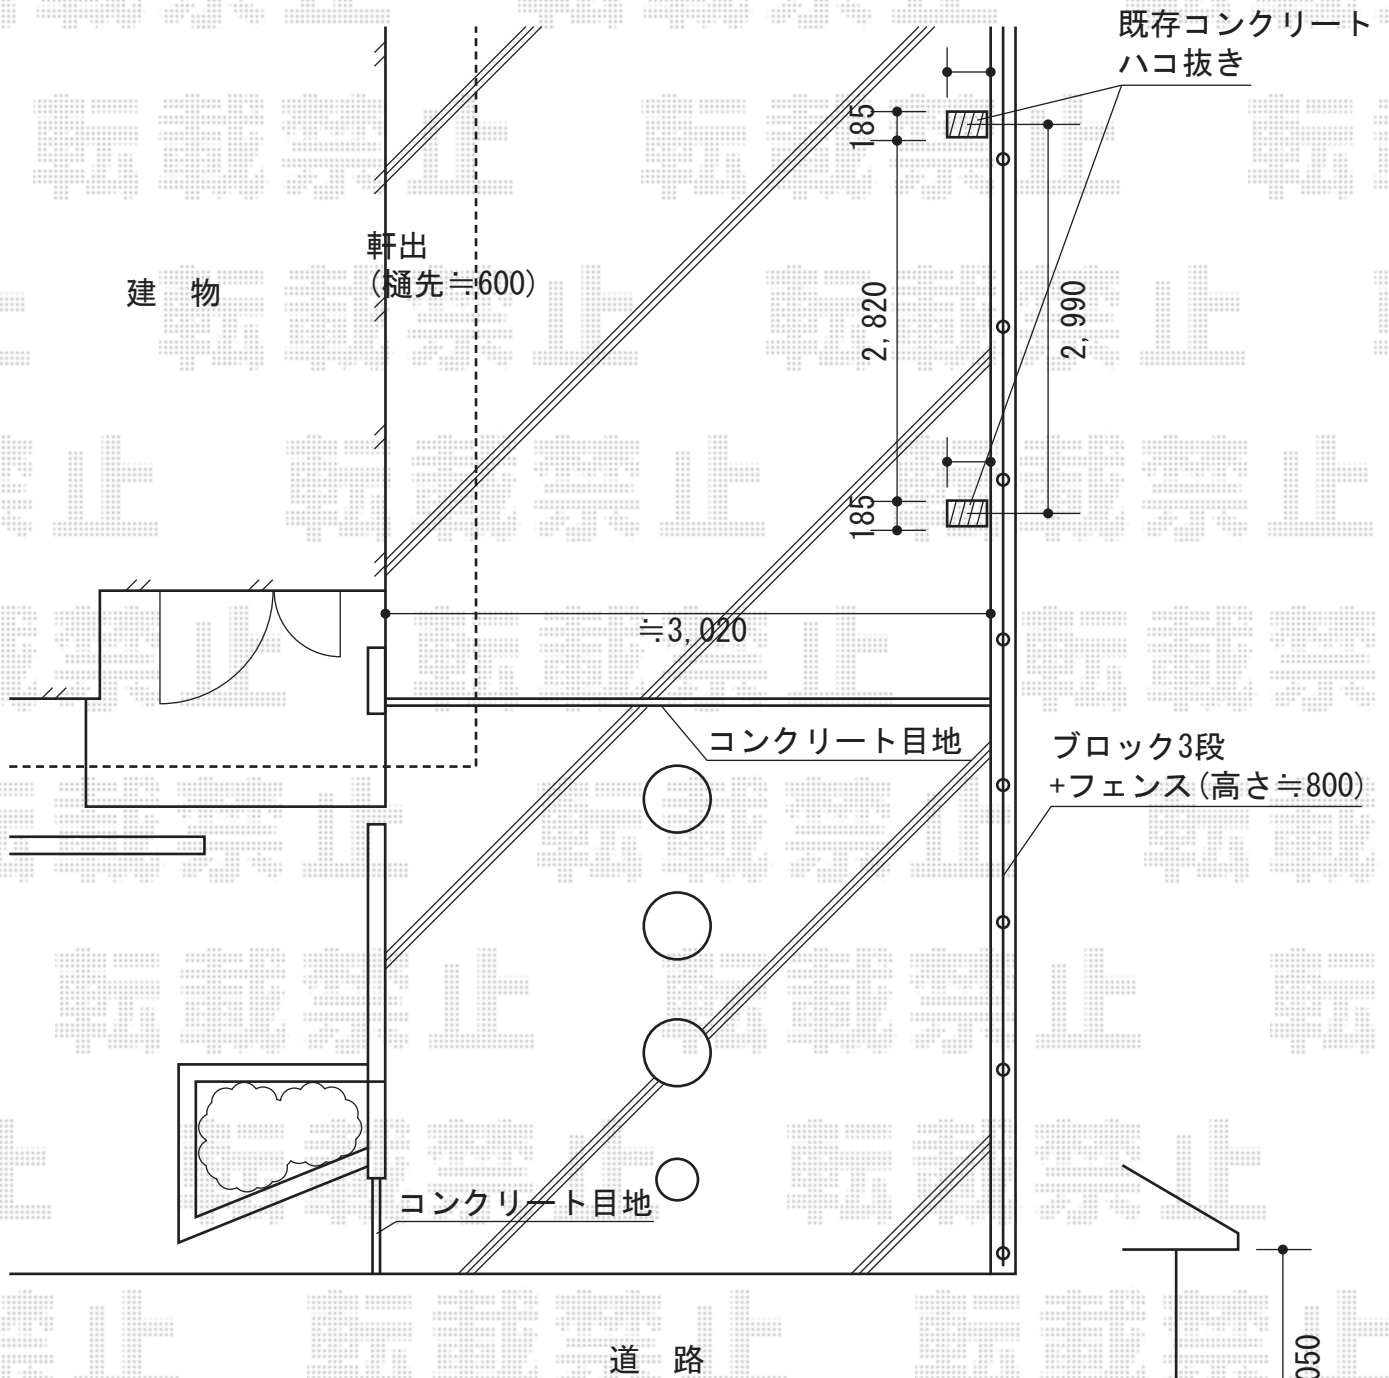 既存コンクリート
ハコ抜き
185
軒出
(樋先≒600)
建 物
2,820
2,990
185
≒3,020
コンクリート目地
ブロック3段
+フェンス(高さ≒800)
コンクリート目地
道 路
転載禁止